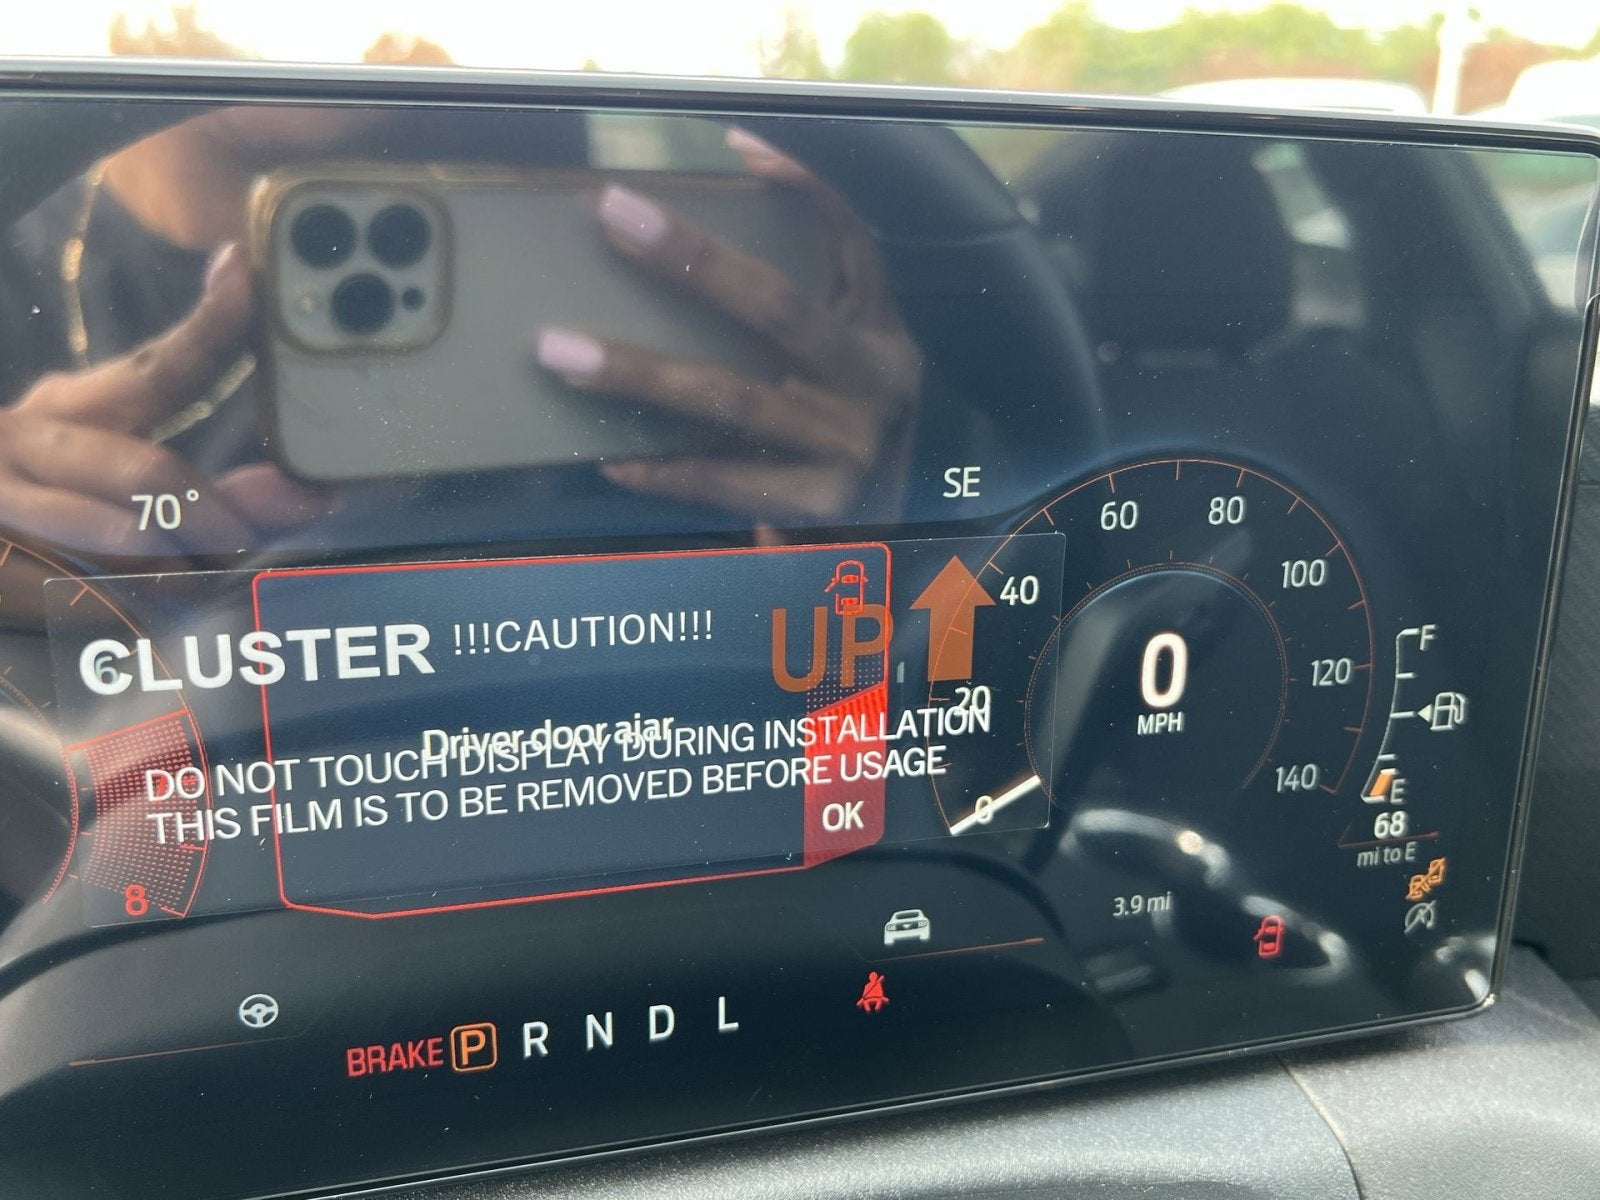 70°
SE
60
80
100
40
120
20
140
0
0
MPH
6
8
CLUSTER !!!CAUTION!!! UP
Driver door ajar
DO NOT TOUCH DISPLAY DURING INSTALLATION
THIS FILM IS TO BE REMOVED BEFORE USAGE
OK
F
E
68
mi to E
3.9 mi
BRAKE P R N D L